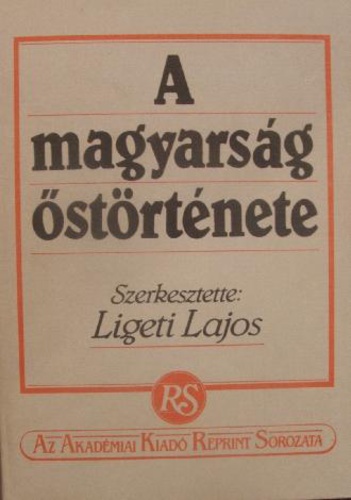 A
magyarság
őstörténete
Szerkesztette:
Ligeti Lajos
RS
AZ AKADÉMIAI KIADÓ REPRINT SOROZATA